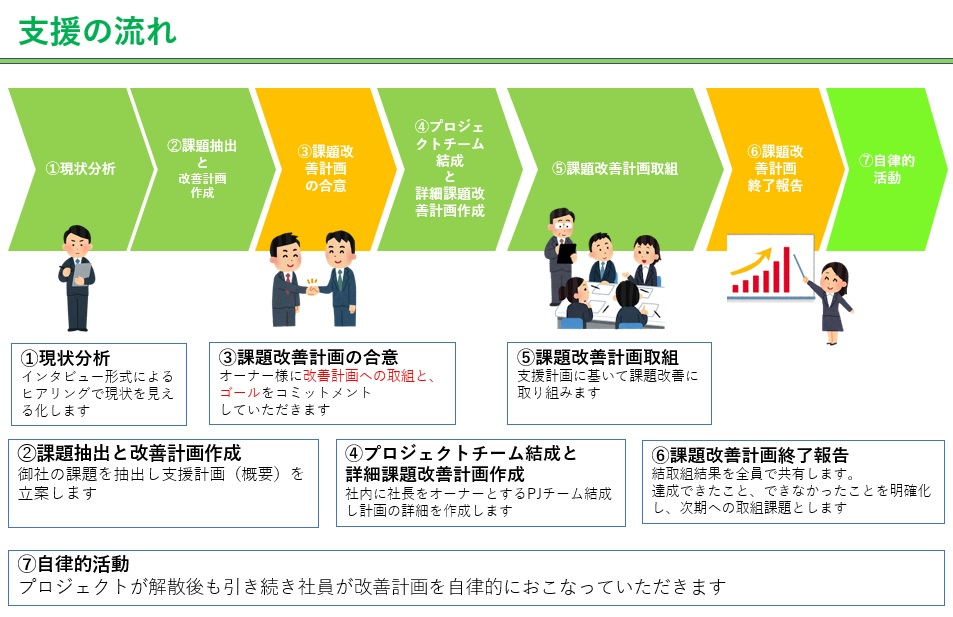 支援の流れ
①現状分析
②課題抽出
と
改善計画
作成
③課題改
善計画
の合意
④プロジェ
クトチーム
結成
と
詳細課題改
善計画作成
⑤課題改善計画取組
⑥課題改
善計画
終了報告
⑦自律的
活動
①現状分析
インタビュー形式による
ヒアリングで現状を見え
る化します
③課題改善計画の合意
オーナー様に改善計画への取組と、
ゴールをコミットメント
していただきます
⑤課題改善計画取組
支援計画に基いて課題改善に
取り組みます
②課題抽出と改善計画作成
御社の課題を抽出し支援計画（概要）を
立案します
④プロジェクトチーム結成と
詳細課題改善計画作成
社内に社長をオーナーとするPJチーム結成
し計画の詳細を作成します
⑥課題改善計画終了報告
結取組結果を全員で共有します。
達成できたこと、できなかったことを明確化
し、次期への取組課題とします
⑦自律的活動
プロジェクトが解散後も引き続き社員が改善計画を自律的におこなっていただきます